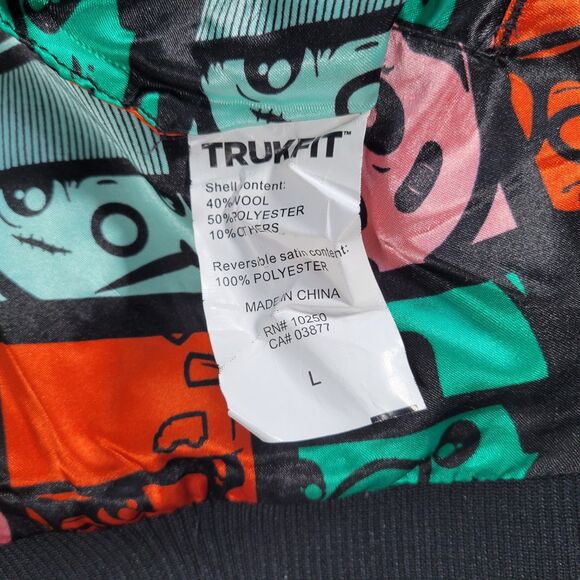 TRUKFIT™
Shell content:
40% WOOL
50% POLYESTER
10% OTHERS
Reversible satin content:
100% POLYESTER
MADE IN CHINA
RN# 10250
CA# 03877
L